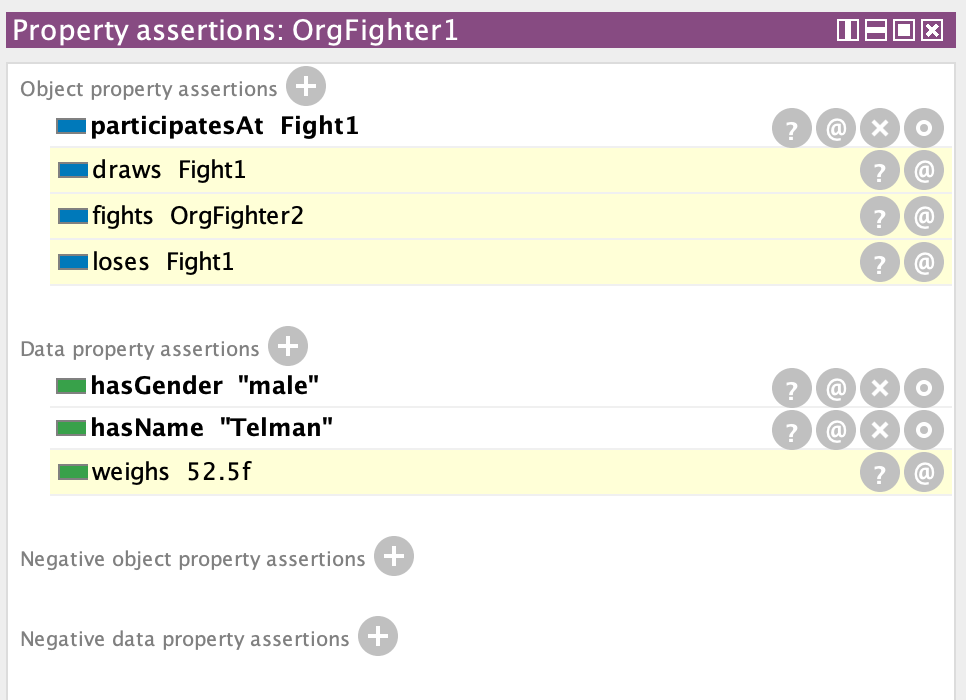 Property assertions: OrgFighter1
Object property assertions
participatesAt Fight1
draws Fight1
fights OrgFighter2
loses Fight1
Data property assertions
hasGender "male"
hasName "Telman"
weighs 52.5f
Negative object property assertions
Negative data property assertions